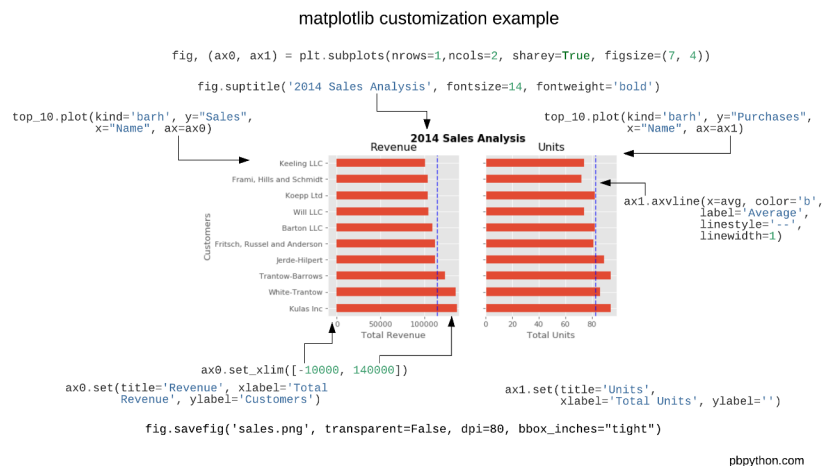 matplotlib customization example
fig, (ax0, ax1) = plt.subplots(nrows=1,ncols=2, sharey=True, figsize=(7, 4))
fig.suptitle('2014 Sales Analysis', fontsize=14, fontweight='bold')
top_10.plot(kind='barh', y="Sales",
x="Name", ax=ax0)
top_10.plot(kind='barh', y="Purchases",
x="Name", ax=ax1)
2014 Sales Analysis
Revenue
Units
Customers
Keeling LLC
Frami, Hills and Schmidt
Koepp Ltd
Will LLC
Barton LLC
Fritsch, Russel and Anderson
Jerde-Hilpert
Trantow-Barrows
White-Trantow
Kulas Inc
0 50000 100000
Total Revenue
0 20 40 60 80
Total Units
ax1.axvline(x=avg, color='b',
label='Average',
linestyle='--',
linewidth=1)
ax0.set_xlim([-10000, 140000])
ax0.set(title='Revenue', xlabel='Total
Revenue', ylabel='Customers')
ax1.set(title='Units',
xlabel='Total Units', ylabel='')
fig.savefig('sales.png', transparent=False, dpi=80, bbox_inches="tight")
pbpython.com